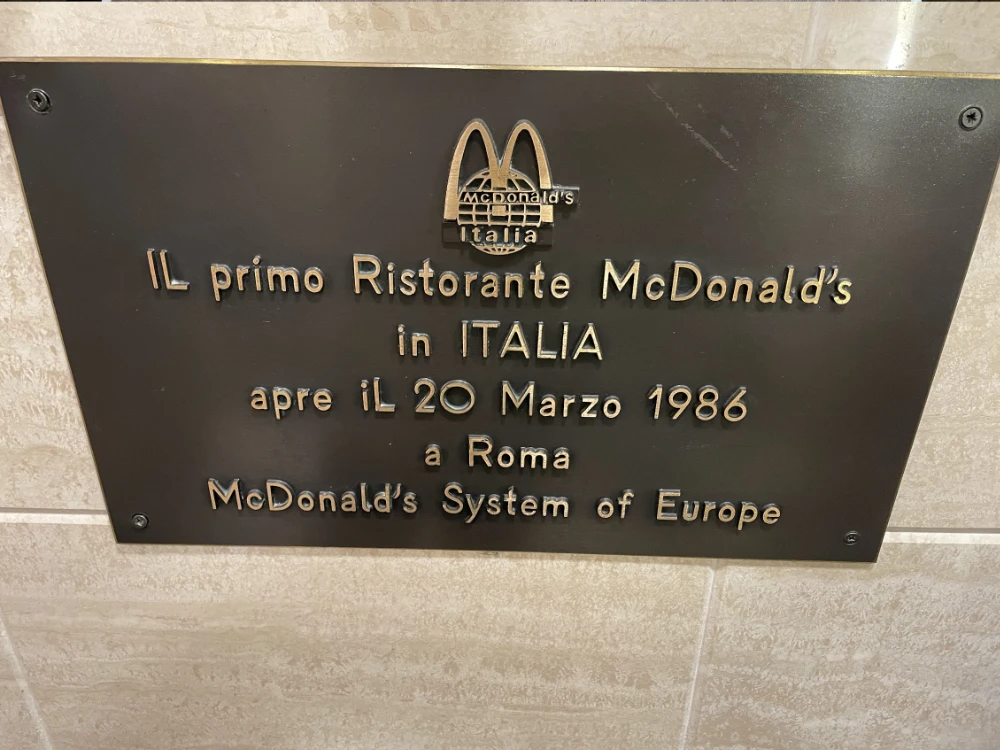 McDonald's
Italia
IL primo Ristorante McDonald's
in ITALIA
apre iL 20 Marzo 1986
a Roma
McDonald's System of Europe